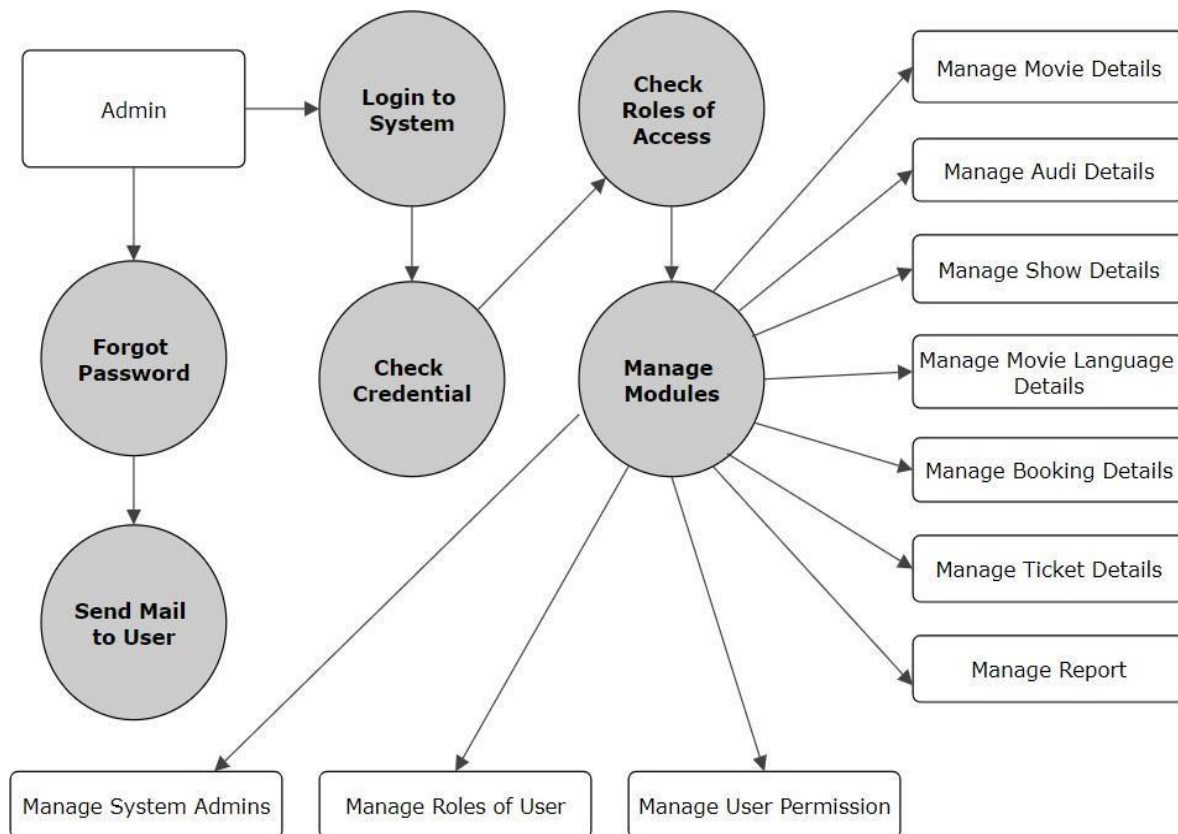 Admin
Login to
System
Check
Roles of
Access
Manage Movie Details
Manage Audi Details
Manage Show Details
Forgot
Password
Check
Credential
Manage
Modules
Manage Movie Language
Details
Manage Booking Details
Manage Ticket Details
Send Mail
to User
Manage Report
Manage System Admins
Manage Roles of User
Manage User Permission